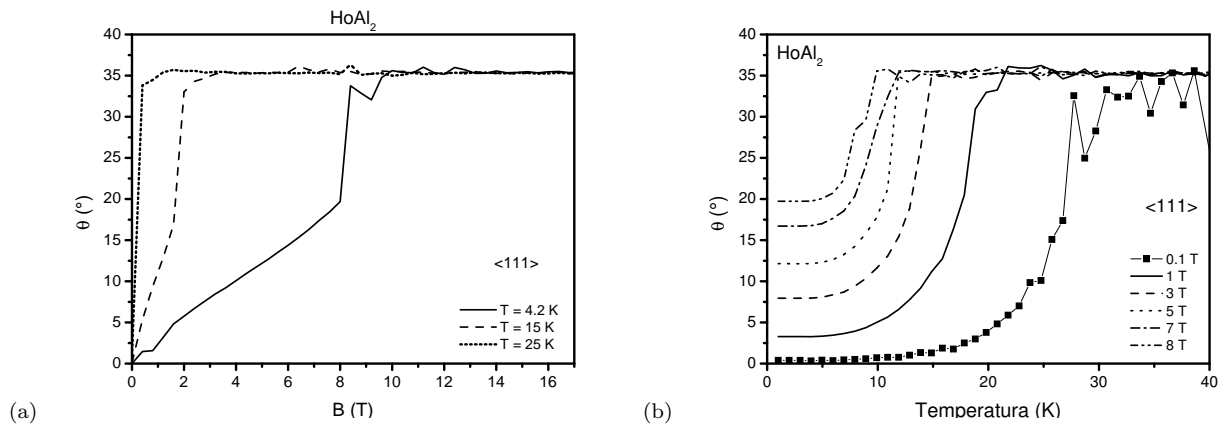 HoAl2
40
35
30
25
20
15
10
5
0
θ (°)
<111>
T = 4.2 K
T = 15 K
T = 25 K
0 2 4 6 8 10 12 14 16
B (T)
(a)
40
35
30
25
20
15
10
5
0
θ (°)
HoAl2
<111>
0.1 T
1 T
3 T
5 T
7 T
8 T
0 10 20 30 40
Temperatura (K)
(b)